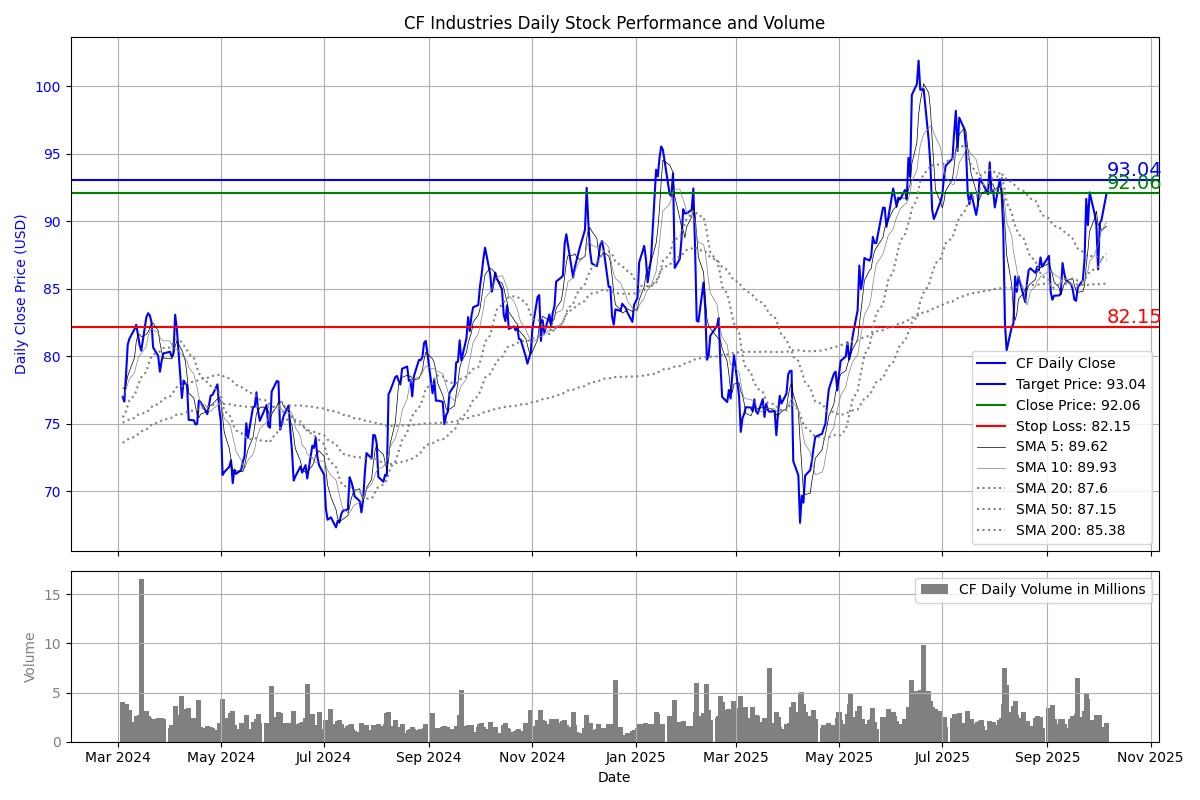 CF Industries Daily Stock Performance and Volume
Daily Close Price (USD)
100
95
90
85
80
75
70
93.04
92.06
82.15
CF Daily Close
Target Price: 93.04
Close Price: 92.06
Stop Loss: 82.15
SMA 5: 89.62
SMA 10: 89.93
SMA 20: 87.6
SMA 50: 87.15
SMA 200: 85.38
Volume
15
10
5
0
CF Daily Volume in Millions
Mar 2024 May 2024 Jul 2024 Sep 2024 Nov 2024 Jan 2025 Mar 2025 May 2025 Jul 2025 Sep 2025 Nov 2025
Date